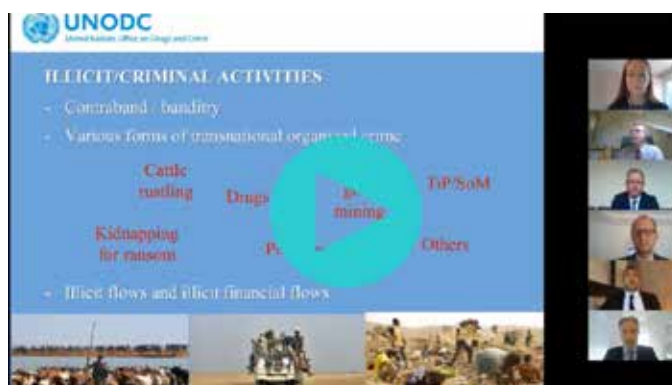 UNODC
United Nations Office on Drugs and Crime
ILLICIT/CRIMINAL ACTIVITIES
- Contraband / banditry
- Various forms of transnational organised crime
Cattle
rustling
Drugs
mining
TiP/SoM
Kidnapping
for ransom
Others
- Illicit flows and illicit financial flows